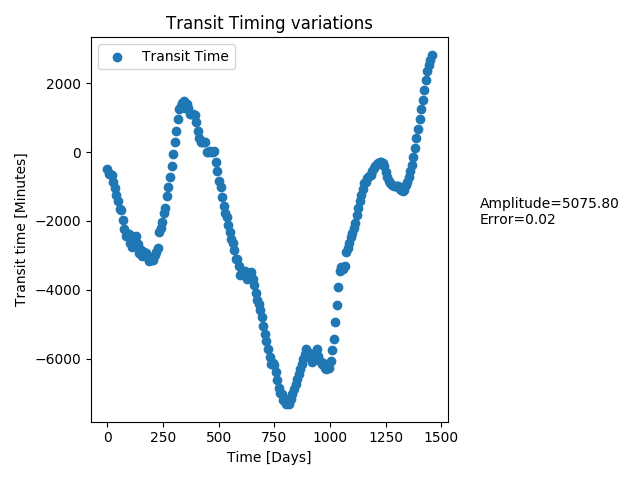 Transit Timing variations
Transit Time
2000
0
−2000
−4000
−6000
Transit time [Minutes]
0 250 500 750 1000 1250 1500
Time [Days]
Amplitude=5075.80
Error=0.02